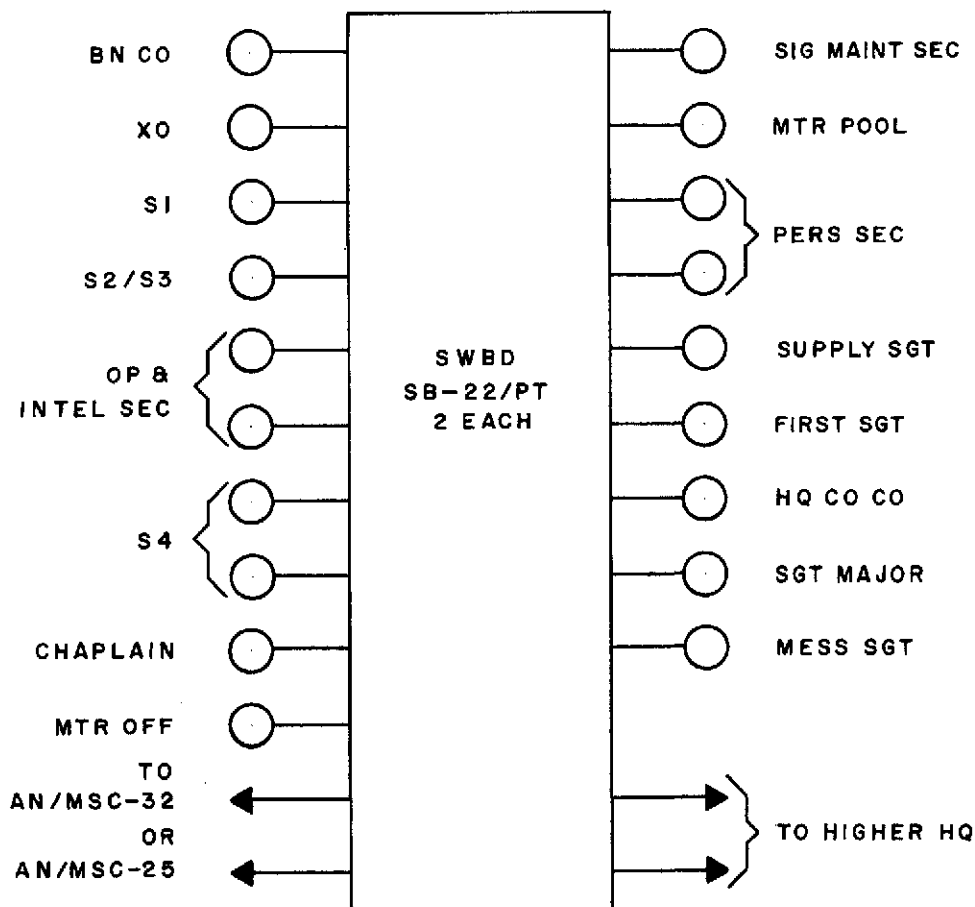 BN CO
XO
S1
S2/S3
OP &
INTEL SEC
S4
CHAPLAIN
MTR OFF
TO
AN/MSC-32
OR
AN/MSC-25
SWBD
SB-22/PT
2 EACH
SIG MAINT SEC
MTR POOL
PERS SEC
SUPPLY SGT
FIRST SGT
HQ CO CO
SGT MAJOR
MESS SGT
TO HIGHER HQ